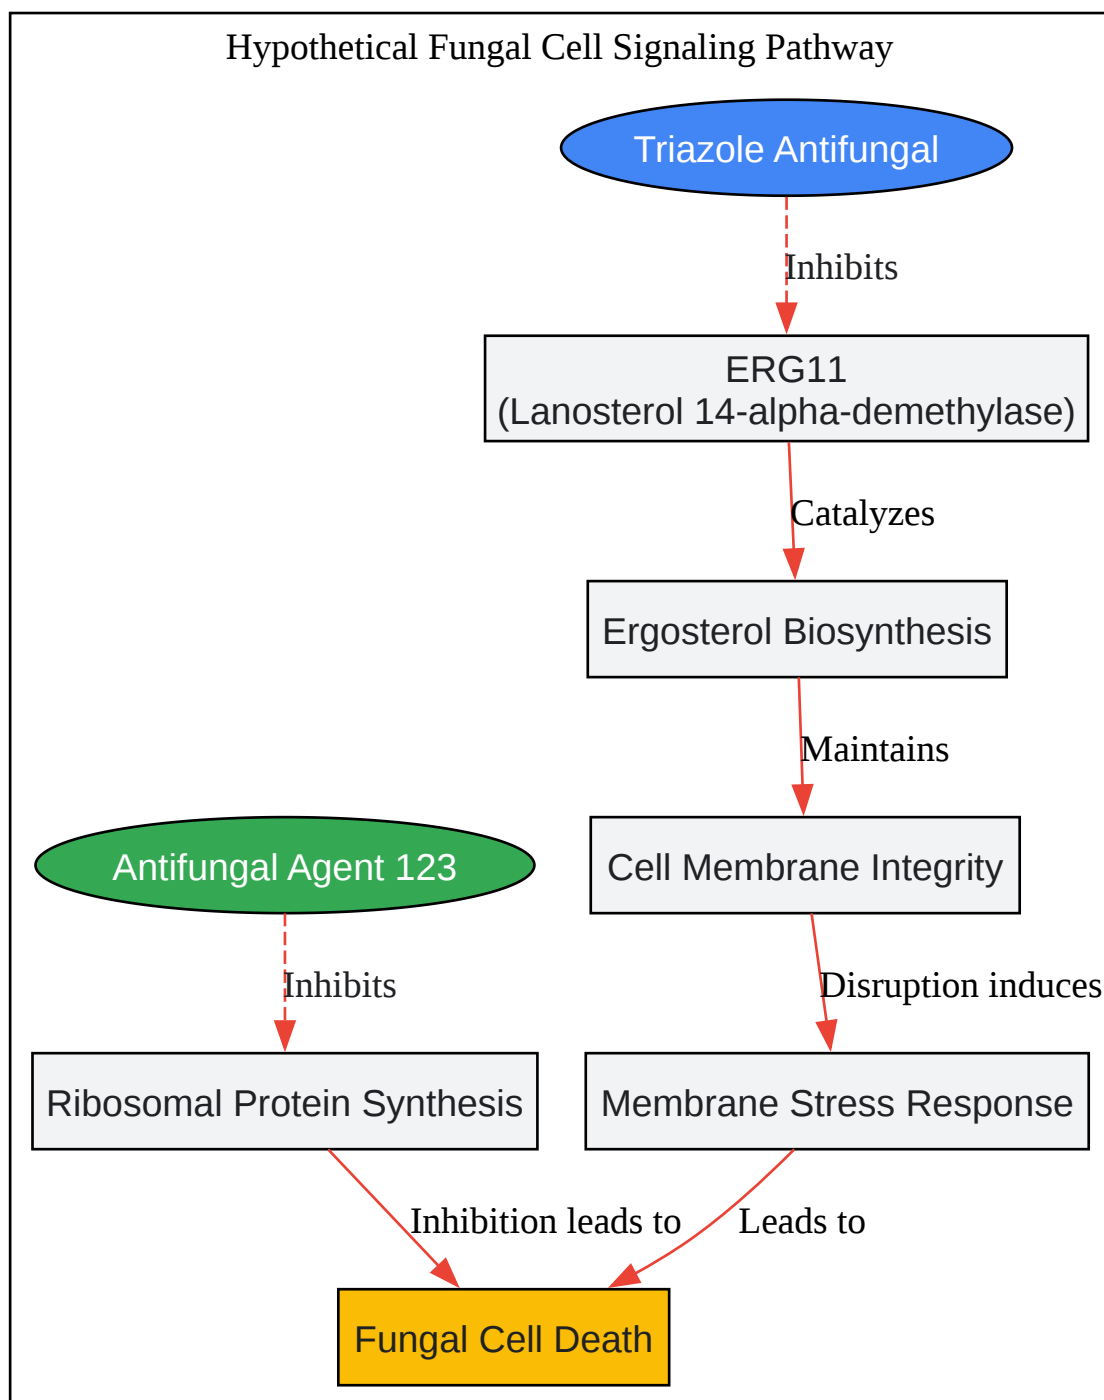 Hypothetical Fungal Cell Signaling Pathway
Triazole Antifungal
Inhibits
ERG11
(Lanosterol 14-alpha-demethylase)
Catalyzes
Ergosterol Biosynthesis
Maintains
Antifungal Agent 123
Cell Membrane Integrity
Inhibits
Disruption induces
Ribosomal Protein Synthesis
Membrane Stress Response
Inhibition leads to
Leads to
Fungal Cell Death